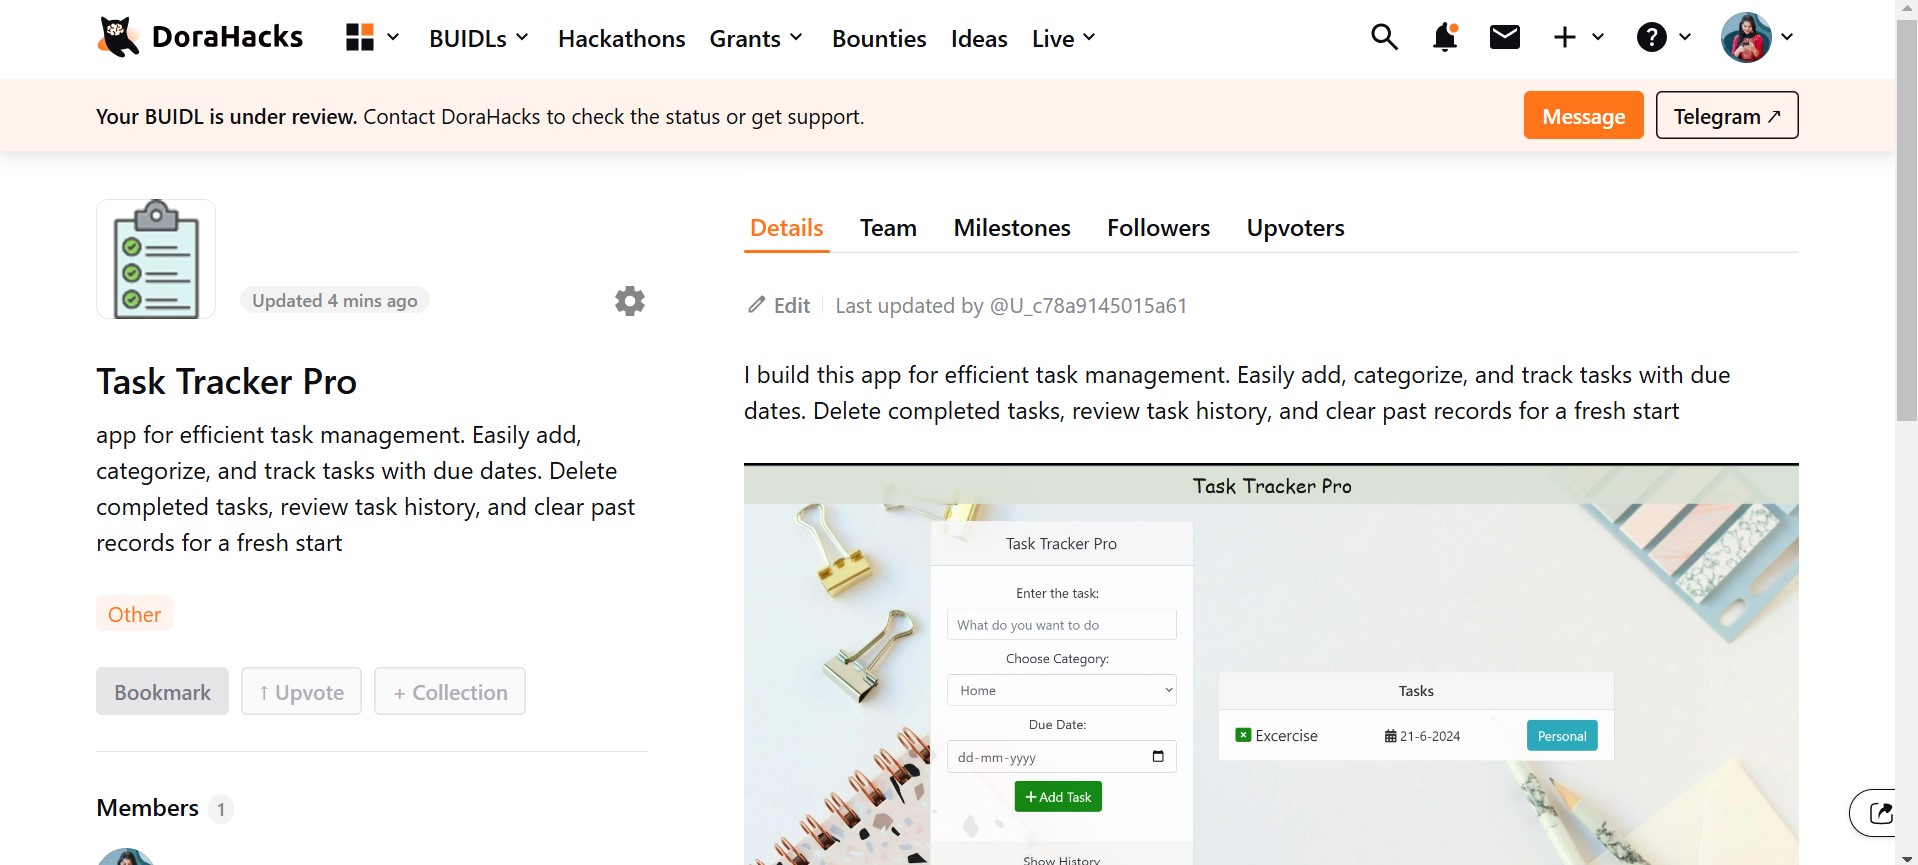 DoraHacks
BUIDLs
Hackathons
Grants
Bounties
Ideas
Live
Your BUIDL is under review. Contact DoraHacks to check the status or get support.
Message
Telegram ↗
Updated 4 mins ago
Task Tracker Pro
app for efficient task management. Easily add,
categorize, and track tasks with due dates. Delete
completed tasks, review task history, and clear past
records for a fresh start
Other
Bookmark
↑ Upvote
+ Collection
Members 1
Details
Team
Milestones
Followers
Upvoters
Edit
Last updated by @U_c78a9145015a61
I build this app for efficient task management. Easily add, categorize, and track tasks with due
dates. Delete completed tasks, review task history, and clear past records for a fresh start
Task Tracker Pro
Task Tracker Pro
Enter the task:
What do you want to do
Choose Category:
Home
Due Date:
dd-mm-yyyy
+ Add Task
Show History
Tasks
Excercise
21-6-2024
Personal